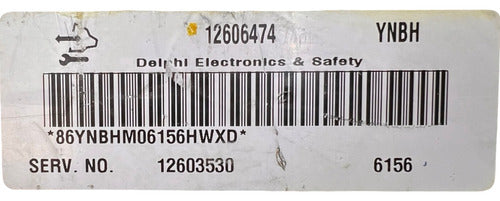 12606474 YNBH
Delphi Electronics & Safety
*86YNBHM06156HWXD*
SERV. NO. 12603530 6156